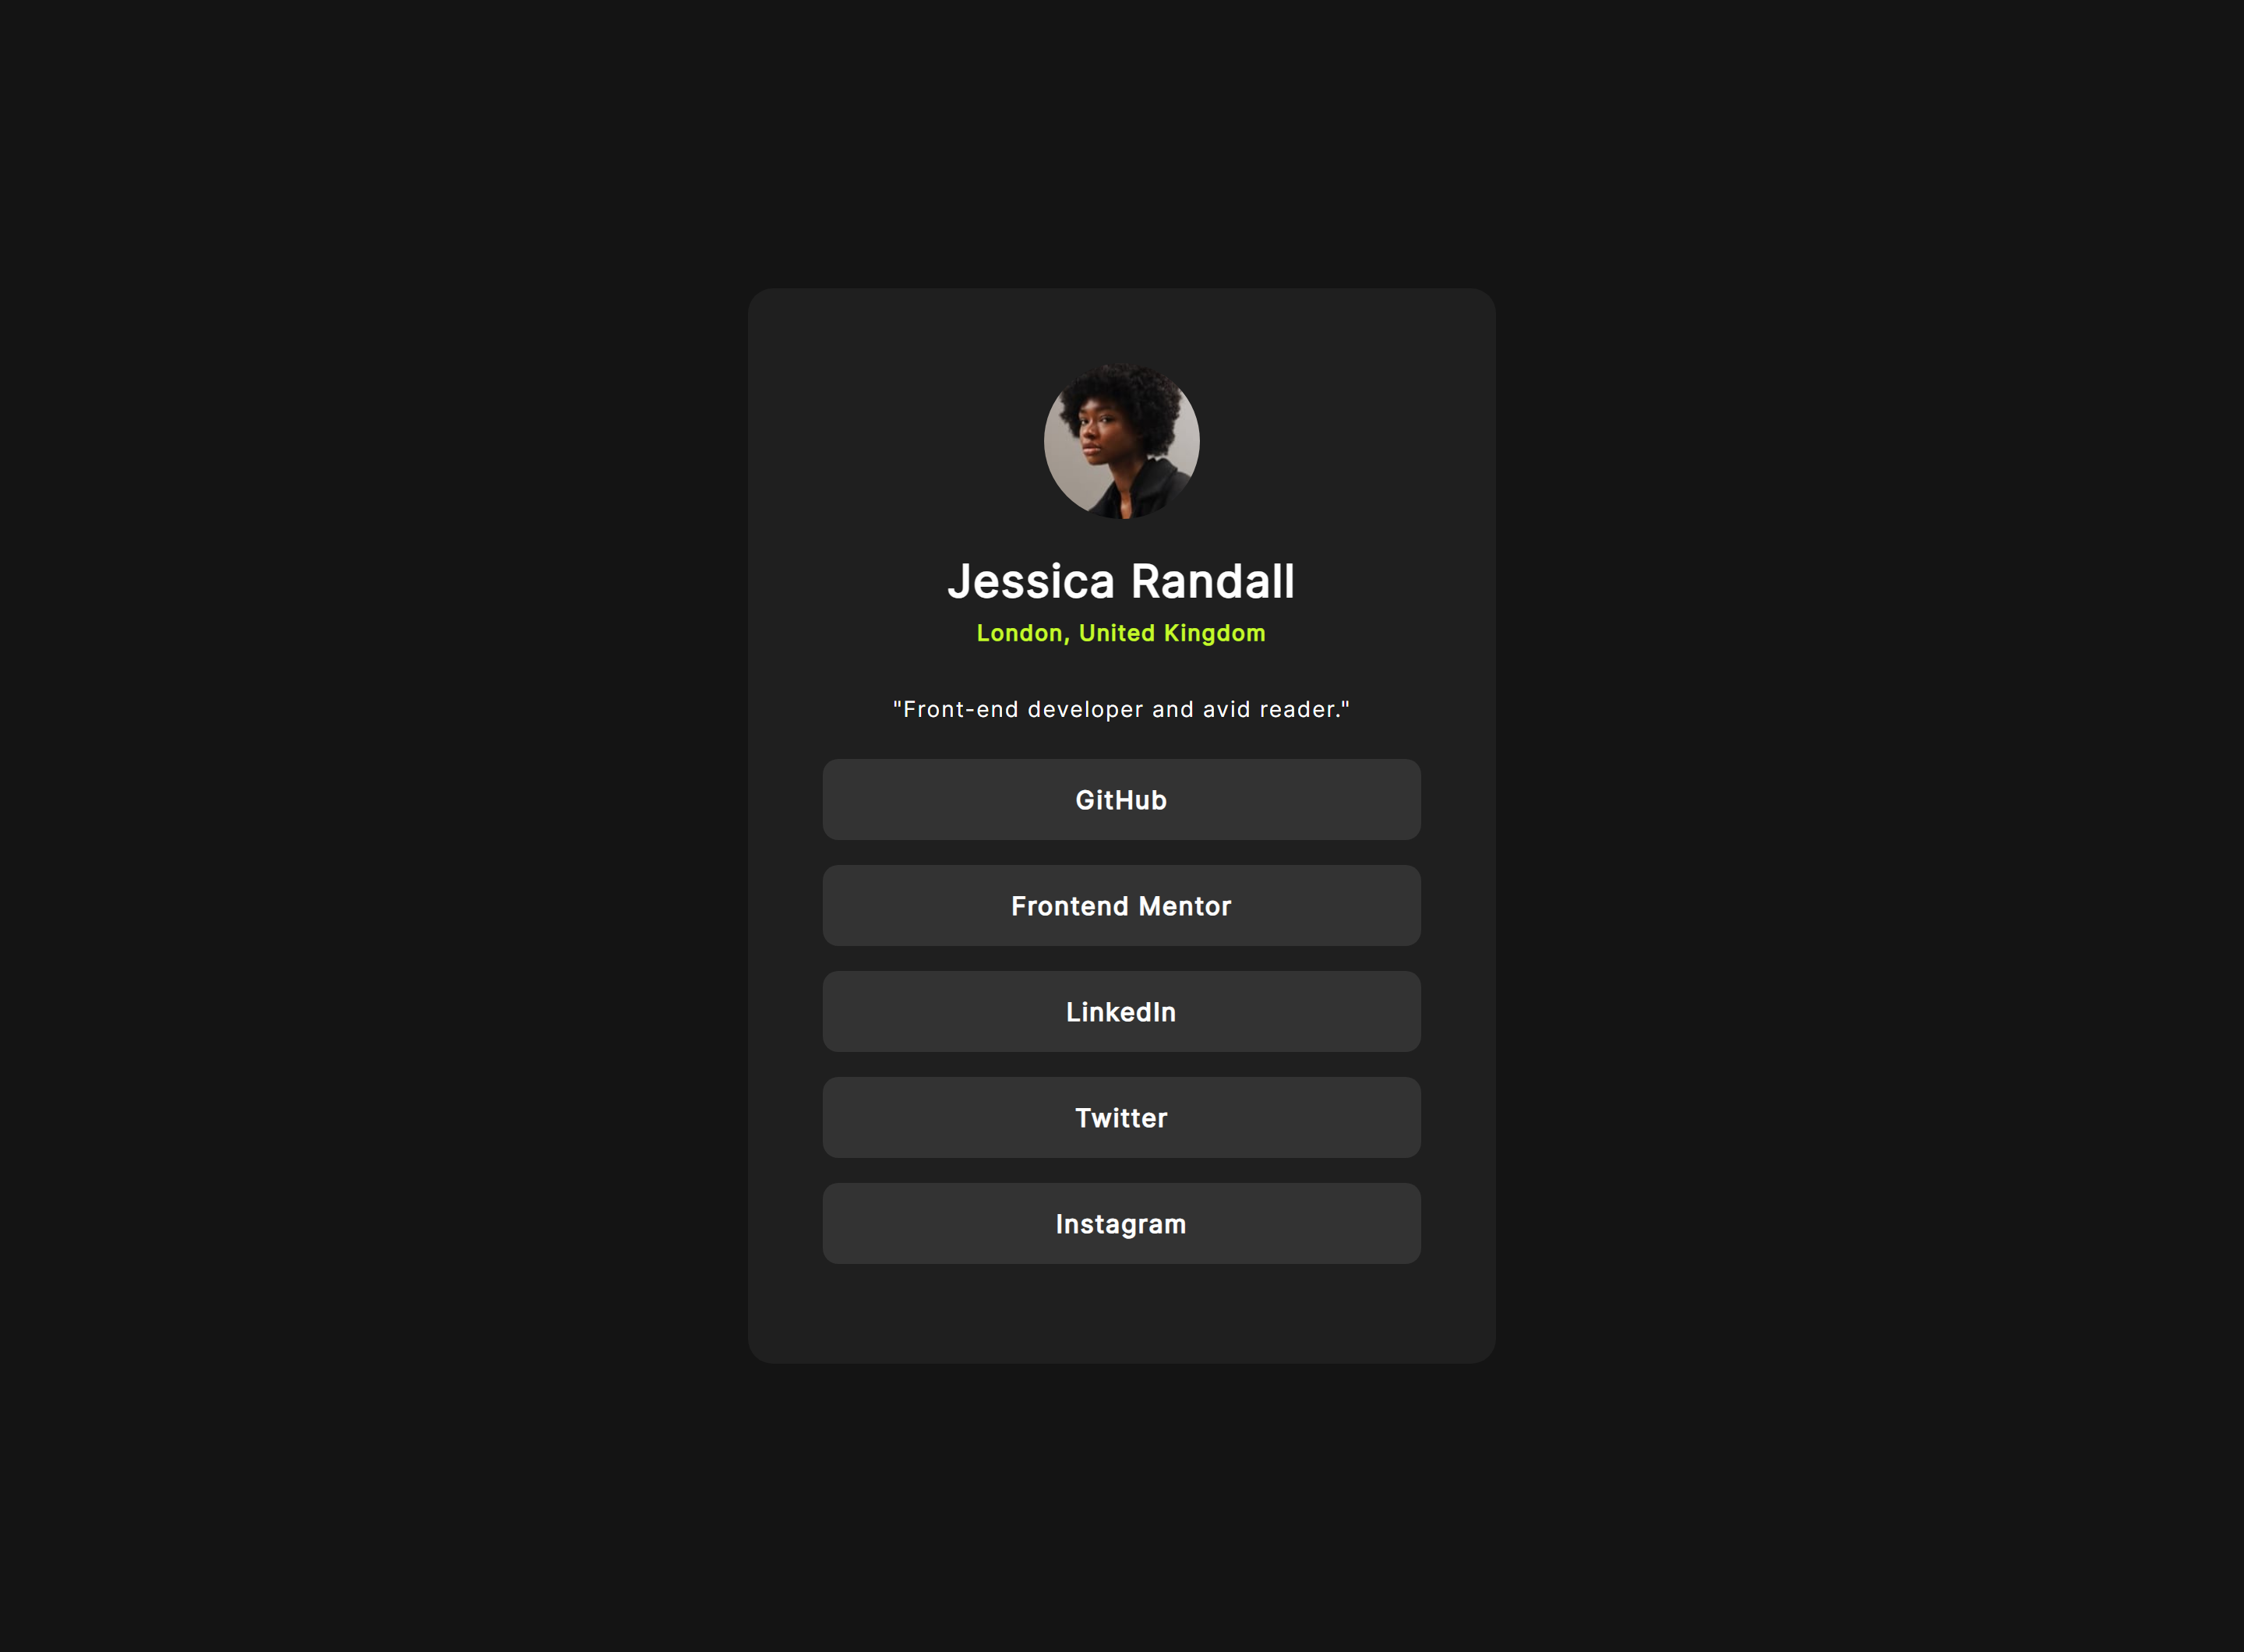 Jessica Randall
London, United Kingdom
"Front-end developer and avid reader."
GitHub
Frontend Mentor
LinkedIn
Twitter
Instagram